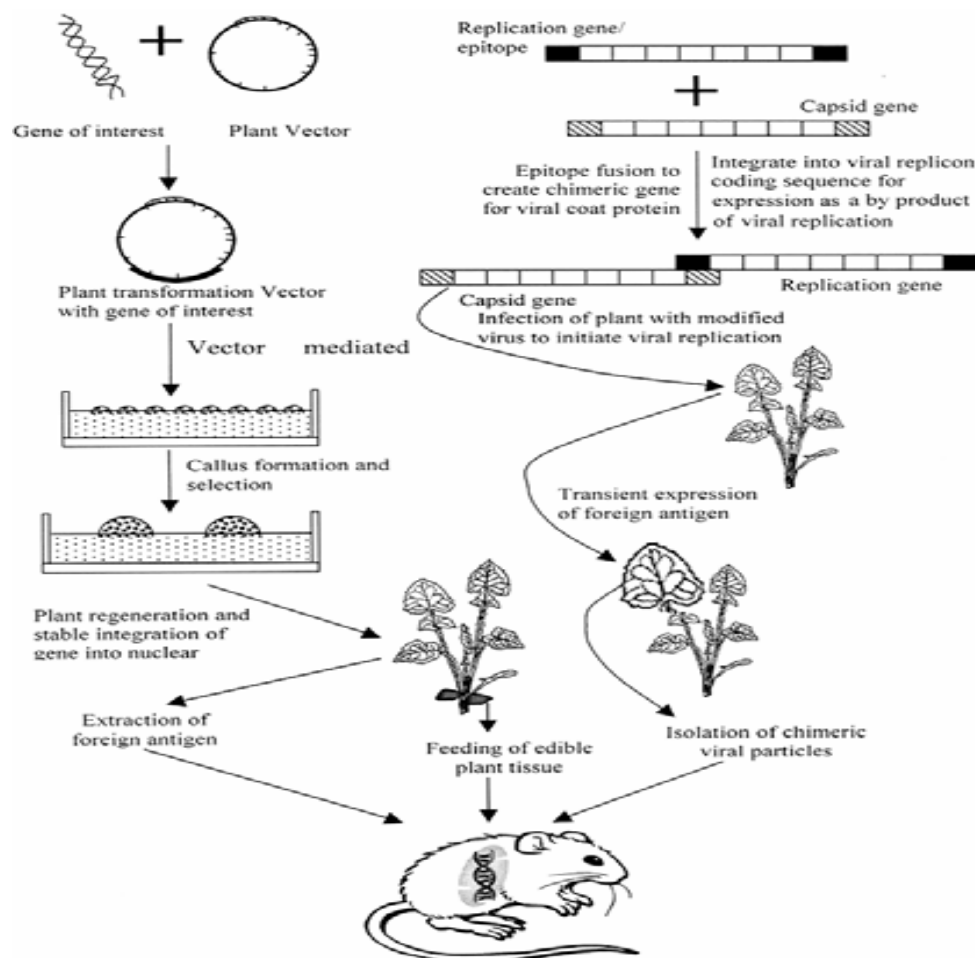 Gene of interest
Plant Vector
Plant transformation Vector
with gene of interest
Vector mediated
Callus formation and
selection
Plant regeneration and
stable integration of
gene into nuclear
Extraction of
foreign antigen
Feeding of edible
plant tissue
Replication gene/
epitope
Capsid gene
Epitope fusion to
create chimeric gene
for viral coat protein
Integrate into viral replicon
coding sequence for
expression as a by product
of viral replication
Replication gene
Capsid gene
Infection of plant with modified
virus to initiate viral replication
Transient expression
of foreign antigen
Isolation of chimeric
viral particles